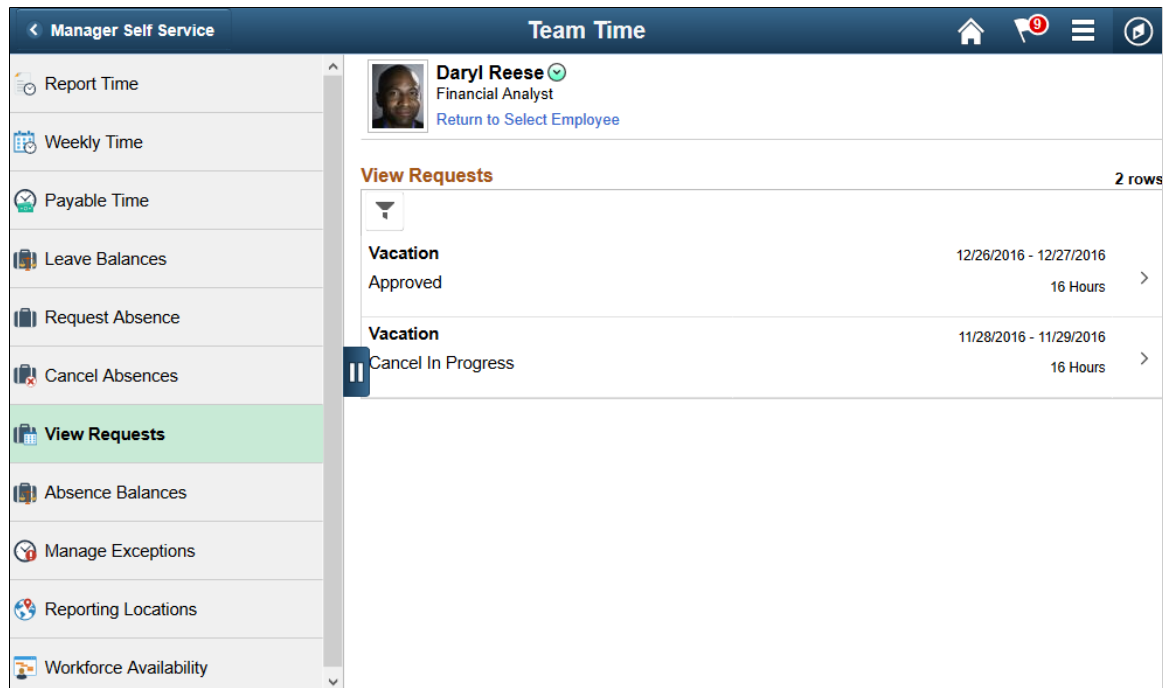 Manager Self Service
Team Time
9
Report Time
Weekly Time
Payable Time
Leave Balances
Request Absence
Cancel Absences
View Requests
Absence Balances
Manage Exceptions
Reporting Locations
Workforce Availability
Daryl Reese
Financial Analyst
Return to Select Employee
View Requests
2 rows
Vacation
12/26/2016 - 12/27/2016
Approved
16 Hours
Vacation
11/28/2016 - 11/29/2016
Cancel In Progress
16 Hours